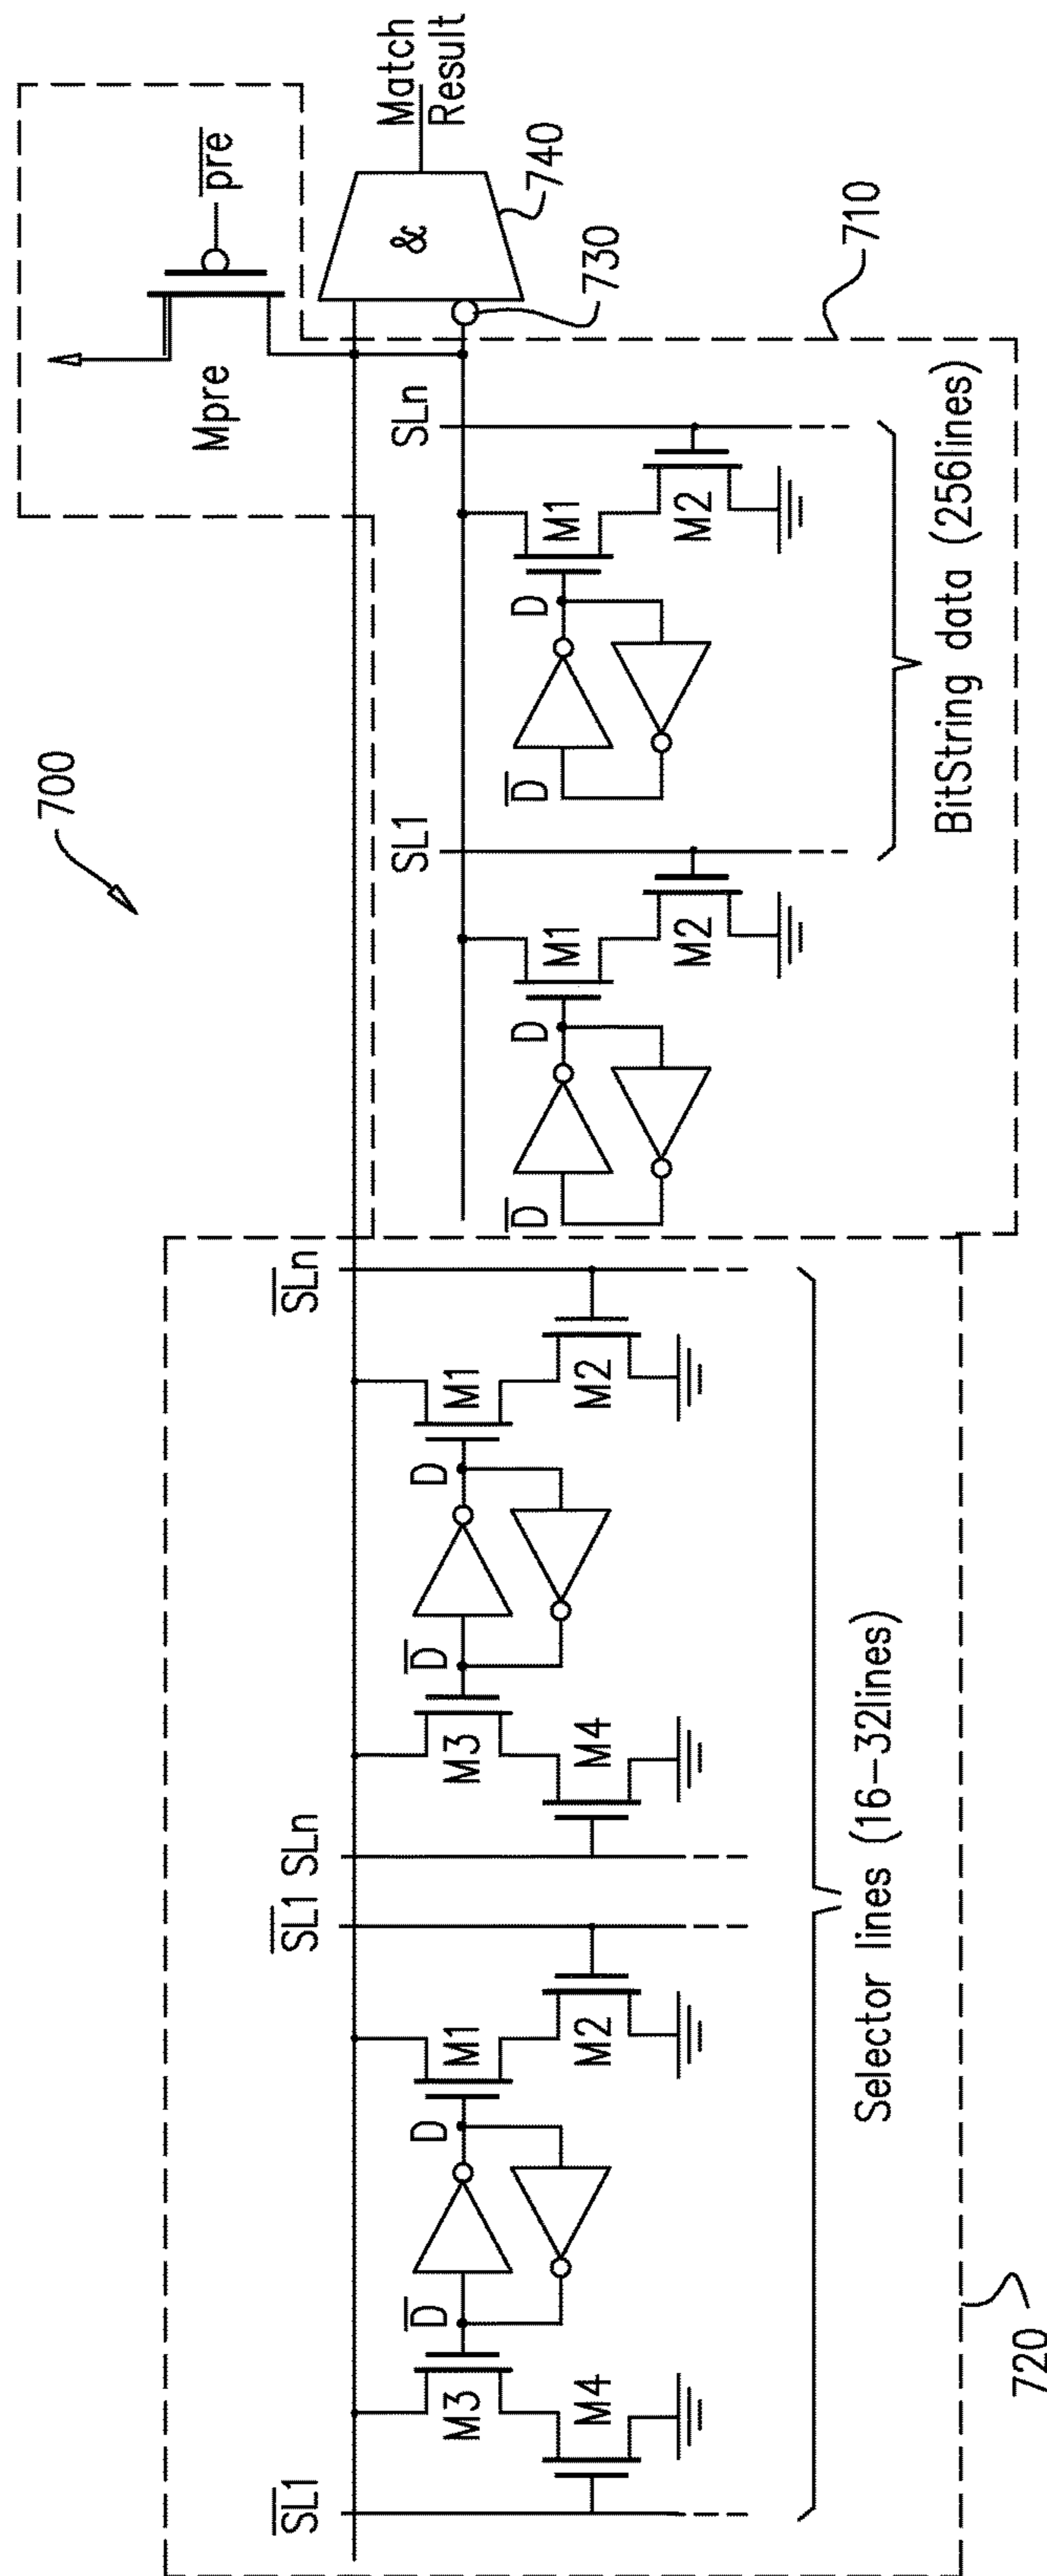 700
Mpre
p̅r̅e̅
S̅L̅1̅
S̅L̅1̅
SLn
S̅L̅n̅
SL1
SLn
Match
Result
&
D̅
D
D̅
D
M3
M1
M3
M1
M4
M2
M4
M2
D̅
D
D̅
D
M1
M1
M2
M2
740
730
710
Selector lines (16-32lines)
BitString data (256lines)
720